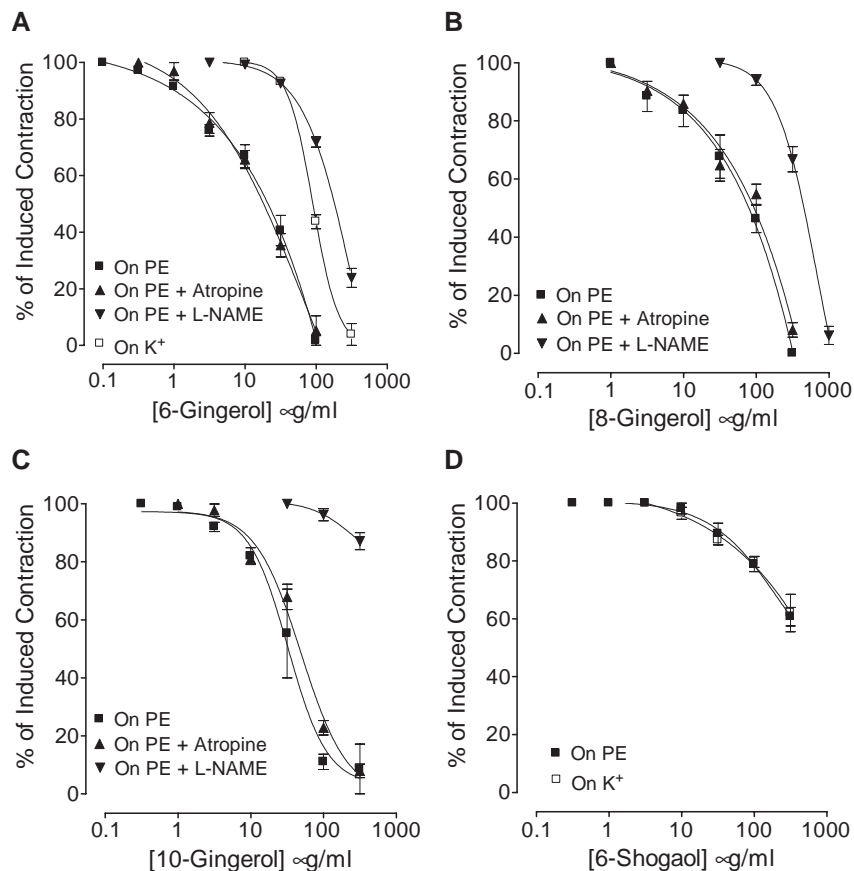 A
% of Induced Contraction
100
80
60
40
20
0
On PE
On PE + Atropine
On PE + L-NAME
On K⁺
0.1 1 10 100 1000
[6-Gingerol] ∝g/ml
B
% of Induced Contraction
100
80
60
40
20
0
On PE
On PE + Atropine
On PE + L-NAME
0.1 1 10 100 1000
[8-Gingerol] ∝g/ml
C
% of Induced Contraction
100
80
60
40
20
0
On PE
On PE + Atropine
On PE + L-NAME
0.1 1 10 100 1000
[10-Gingerol] ∝g/ml
D
% of Induced Contraction
100
80
60
40
20
0
On PE
On K⁺
0.1 1 10 100 1000
[6-Shogaol] ∝g/ml